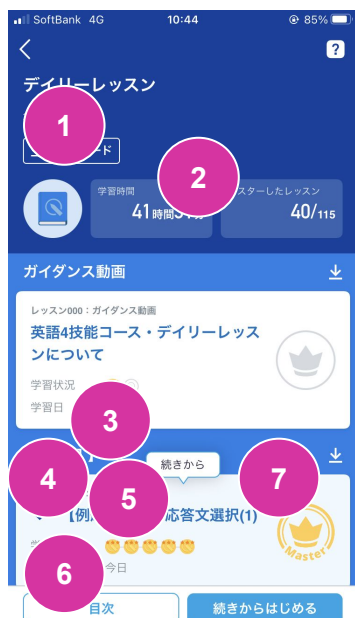 SoftBank 4G 10:44 85%
?
デイリーレッスン
1
ード
2
学習時間
41時間
スターしたレッスン
40/115
ガイダンス動画
レッスン000：ガイダンス動画
英語4技能コース・デイリーレッス
ンについて
学習状況
学習日
3
4
続きから
7
5
【例
応答文選択(1)
Master
6
今日
目次
続きからはじめる